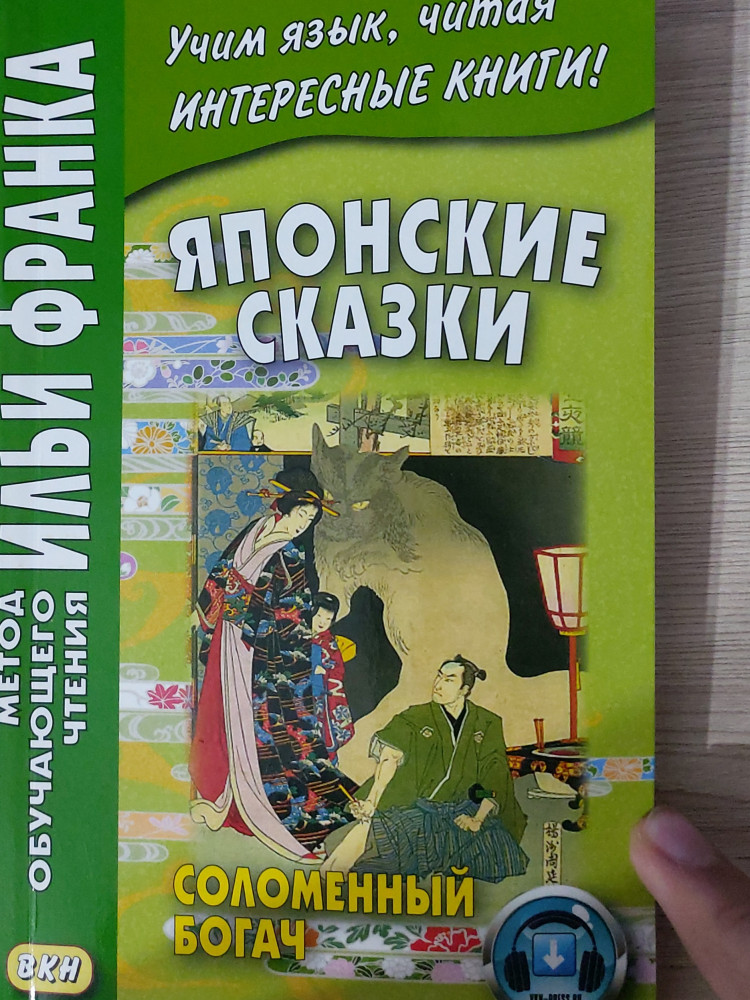 Учим язык, читая
ИНТЕРЕСНЫЕ КНИГИ!
ЯПОНСКИЕ
СКАЗКИ
СОЛОМЕННЫЙ
БОГАЧ
МЕТОД
ОБУЧАЮЩЕГО
ЧТЕНИЯ
ИЛЬИ ФРАНКА
ВКН